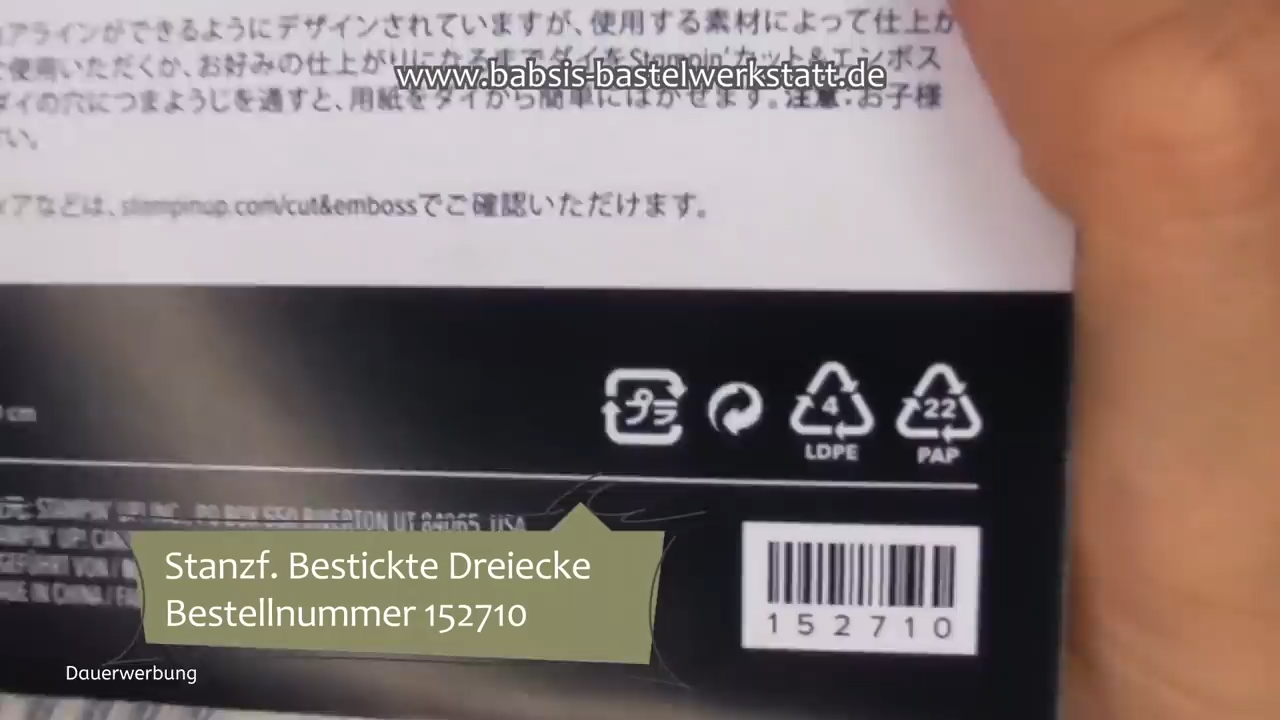 アラインができるようにデザインされていますが、使用する素材によって仕上が
使用いただくか、お好みの仕上がりになるまでダイをStampin'カット&エンボス
www.babsis-bastelwerkstatt.de
ダイの穴につまようじを通すと、用紙をダイから簡単にはがせます。注意:お子様
い。
アなどは、stampinup.com/cut&embossでご確認いただけます。
プラ
4
22
cm
LDPE
PAP
STAMPIN' UP! INC., PO BOX 550 RIVERTON UT 84065, USA
Stanzf. Bestickte Dreiecke
Bestellnummer 152710
152710
Dauerwerbung